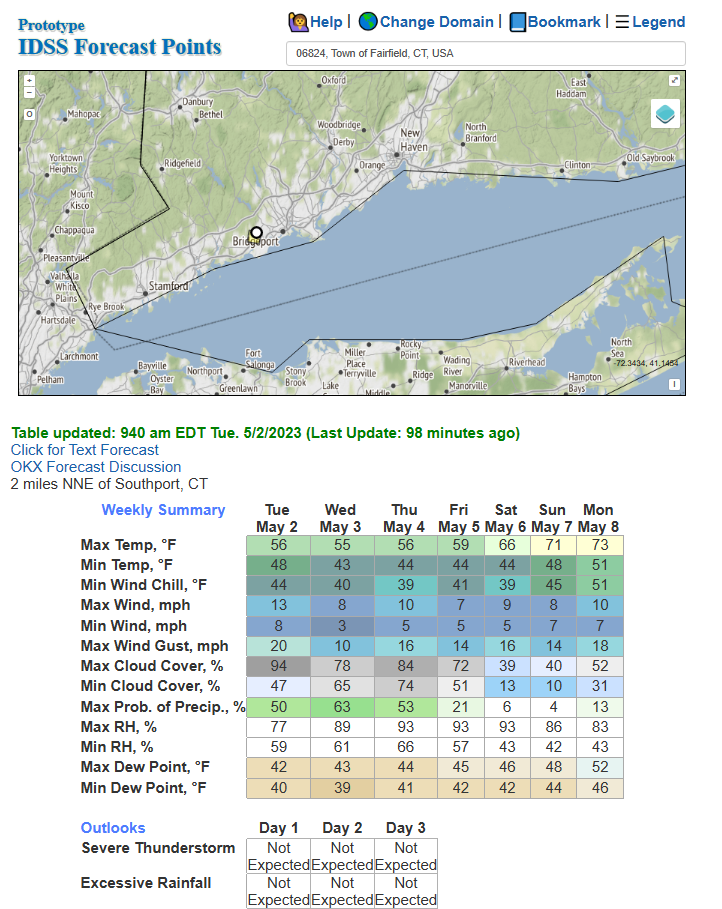 Prototype
IDSS Forecast Points
Help | Change Domain | Bookmark | Legend
06824, Town of Fairfield, CT, USA
Oxford
East Haddam
Danbury
Mahopac
Bethel
Woodbridge
Derby
New Haven
North Branford
Yorktown Heights
Ridgefield
Orange
Clinton
Old Saybrook
Mount Kisco
Chappaqua
Bridgeport
Pleasantville
Valhalla
White Plains
Stamford
Rye Brook
Hartsdale
Larchmont
Pelham
Bayville
Oyster Bay
Northport
Greenlawn
Fort Salonga
Stony Brook
Miller Place
Terryville
Lake
Middle
Rocky Point
Ridge
Wading River
Manorville
Riverhead
Hampton Bays
North Sea
-72.3434, 41.1454
Table updated: 940 am EDT Tue. 5/2/2023 (Last Update: 98 minutes ago)
Click for Text Forecast
OKX Forecast Discussion
2 miles NNE of Southport, CT
Weekly Summary Tue May 2 Wed May 3 Thu May 4 Fri May 5 Sat May 6 Sun May 7 Mon May 8
Max Temp, °F 56 55 56 59 66 71 73
Min Temp, °F 48 43 44 44 44 48 51
Min Wind Chill, °F 44 40 39 41 39 45 51
Max Wind, mph 13 8 10 7 9 8 10
Min Wind, mph 8 3 5 5 5 7 7
Max Wind Gust, mph 20 10 16 14 16 14 18
Max Cloud Cover, % 94 78 84 72 39 40 52
Min Cloud Cover, % 47 65 74 51 13 10 31
Max Prob. of Precip., % 50 63 53 21 6 4 13
Max RH, % 77 89 93 93 93 86 83
Min RH, % 59 61 66 57 43 42 43
Max Dew Point, °F 42 43 44 45 46 48 52
Min Dew Point, °F 40 39 41 42 42 44 46
Outlooks Day 1 Day 2 Day 3
Severe Thunderstorm Not Expected Not Expected Not Expected
Excessive Rainfall Not Expected Not Expected Not Expected